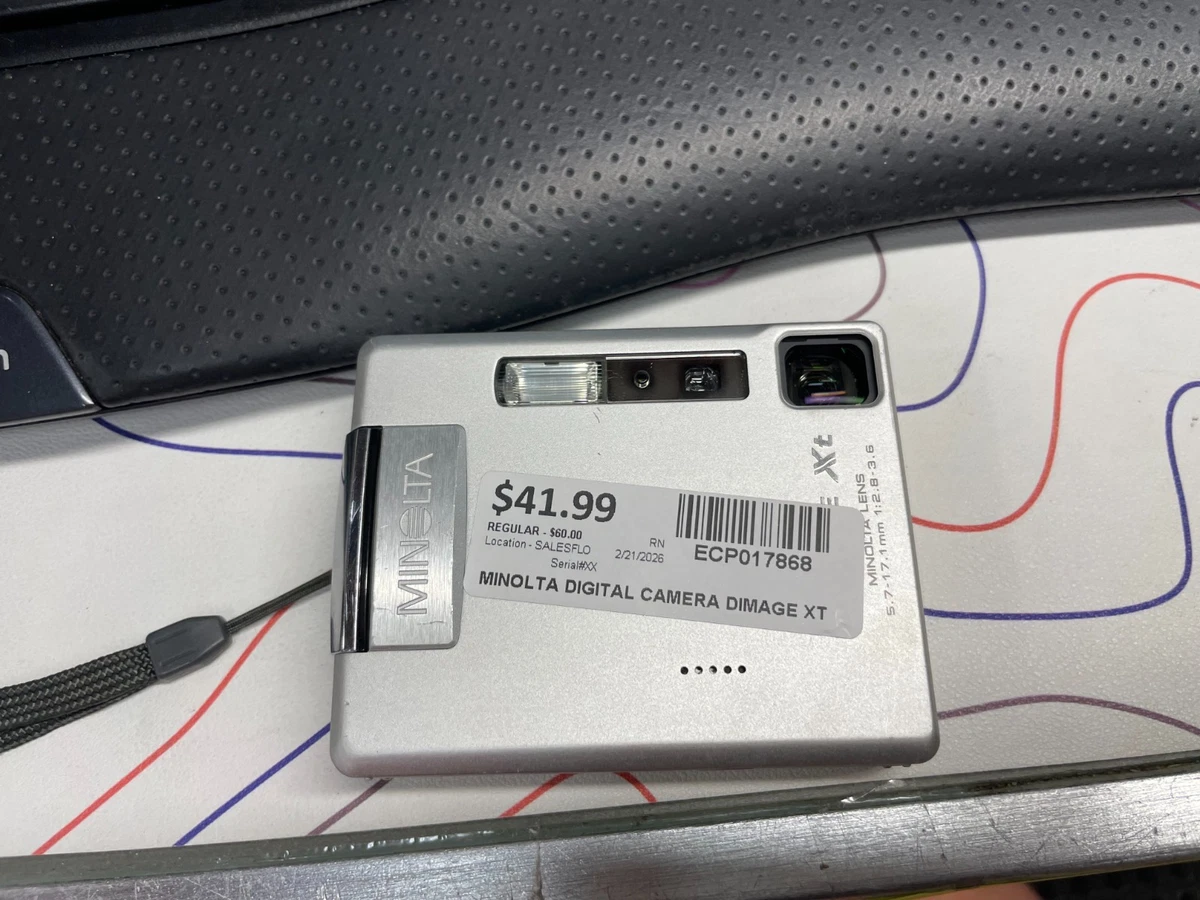 n
MINOLTA
$41.99
REGULAR - $60.00
Location - SALESFLO
RN
2/21/2026
Serial#XX
ECP017868
MINOLTA DIGITAL CAMERA DIMAGE XT
E Xt
MINOLTA LENS
5.7-17.1mm 1:2.8-3.6